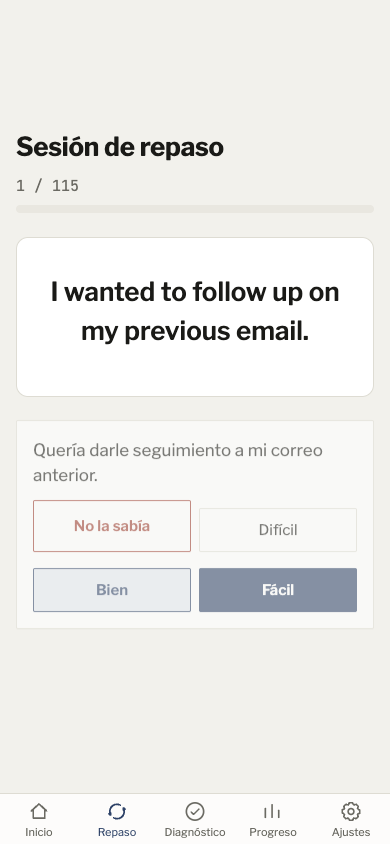 Sesión de repaso
1 / 115
I wanted to follow up on
my previous email.
Quería darle seguimiento a mi correo
anterior.
No la sabía
Difícil
Bien
Fácil
Inicio
Repaso
Diagnóstico
Progreso
Ajustes